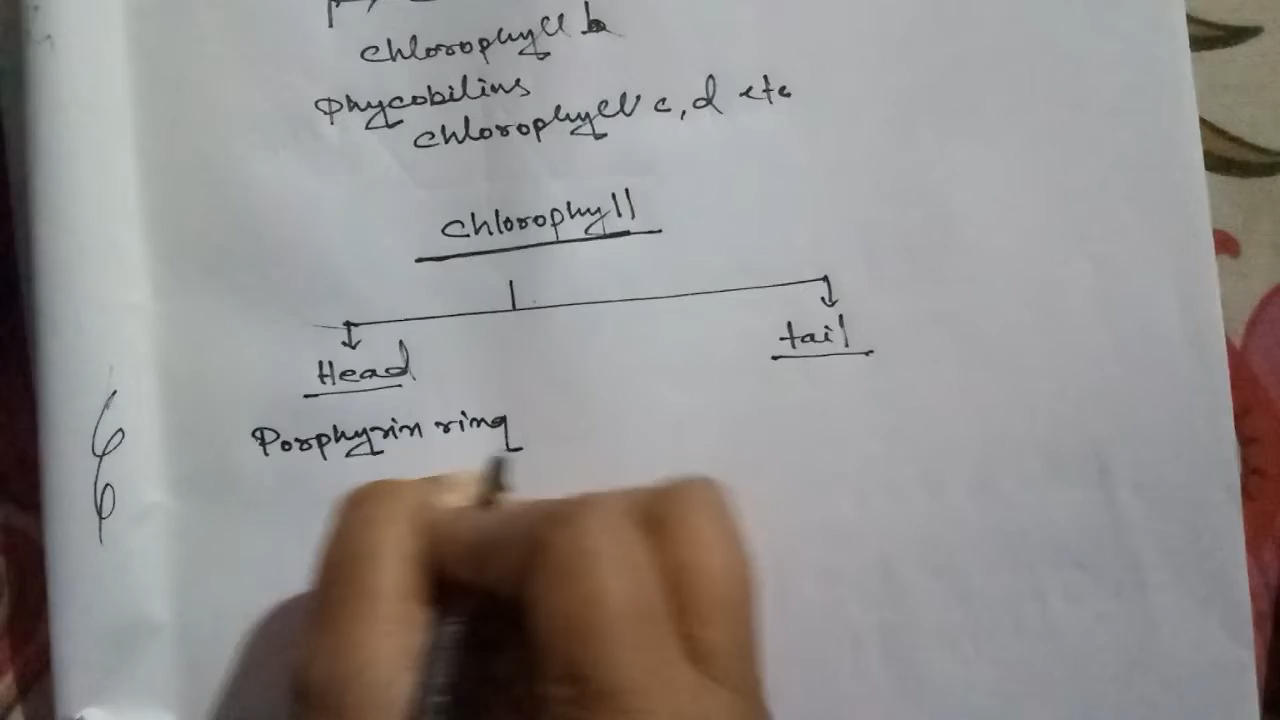 chlorophyll b
Phycobilins
chlorophyll c, d etc
chlorophyll
Head
tail
Porphyrin ring